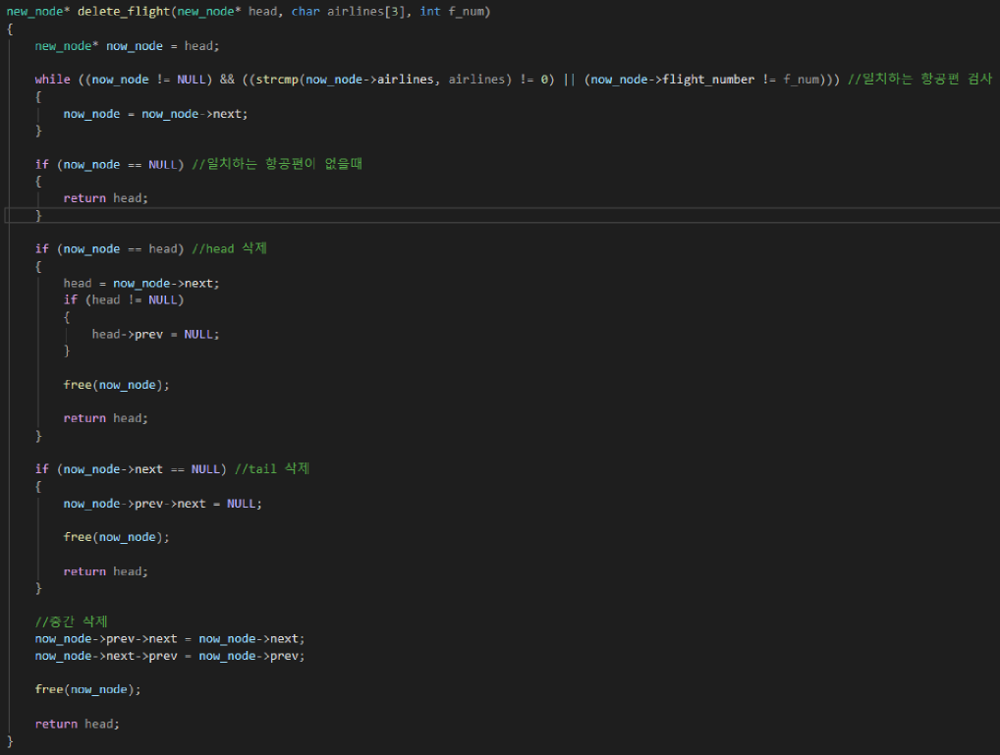 new_node* delete_flight(new_node* head, char airlines[3], int f_num)
{
new_node* now_node = head;
while ((now_node != NULL) && ((strcmp(now_node->airlines, airlines) != 0) || (now_node->flight_number != f_num))) //일치하는 항공편 검사
{
now_node = now_node->next;
}
if (now_node == NULL) //일치하는 항공편이 없을때
{
return head;
}
if (now_node == head) //head 삭제
{
head = now_node->next;
if (head != NULL)
{
head->prev = NULL;
}
free(now_node);
return head;
}
if (now_node->next == NULL) //tail 삭제
{
now_node->prev->next = NULL;
free(now_node);
return head;
}
//중간 삭제
now_node->prev->next = now_node->next;
now_node->next->prev = now_node->prev;
free(now_node);
return head;
}